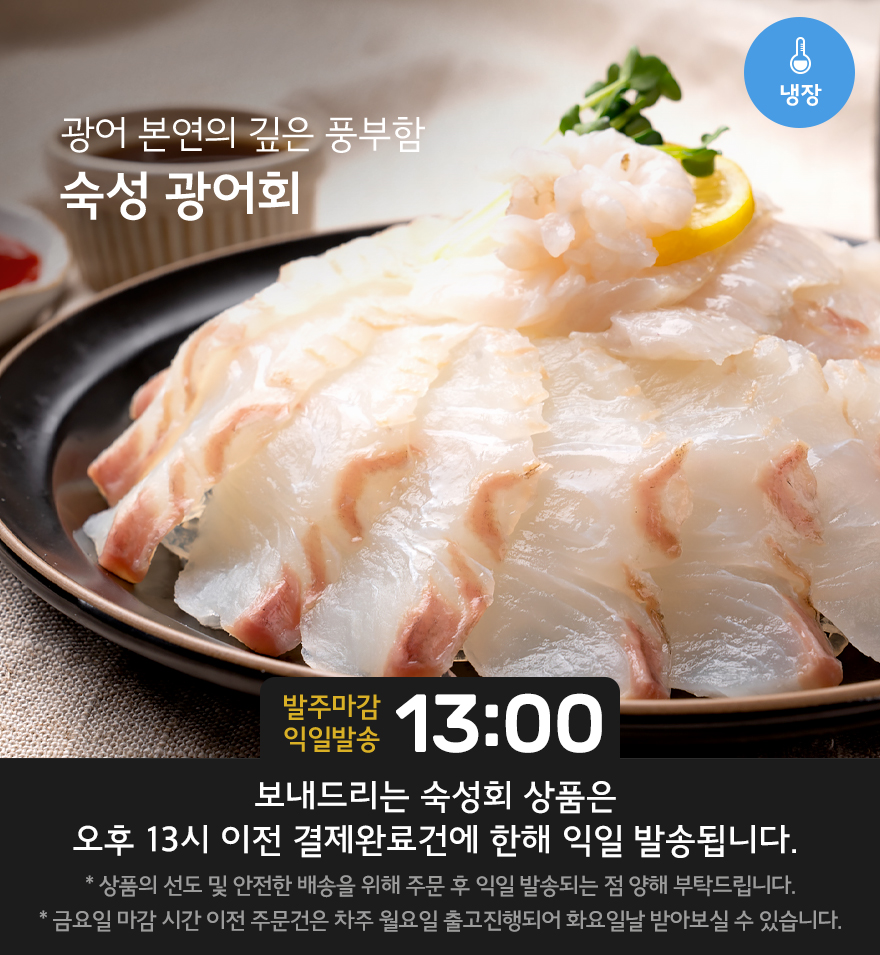 냉장
광어 본연의 깊은 풍부함
숙성 광어회
발주마감
익일발송
13:00
보내드리는 숙성회 상품은
오후 13시 이전 결제완료건에 한해 익일 발송됩니다.
* 상품의 선도 및 안전한 배송을 위해 주문 후 익일 발송되는 점 양해 부탁드립니다.
* 금요일 마감 시간 이전 주문건은 차주 월요일 출고진행되어 화요일날 받아보실 수 있습니다.